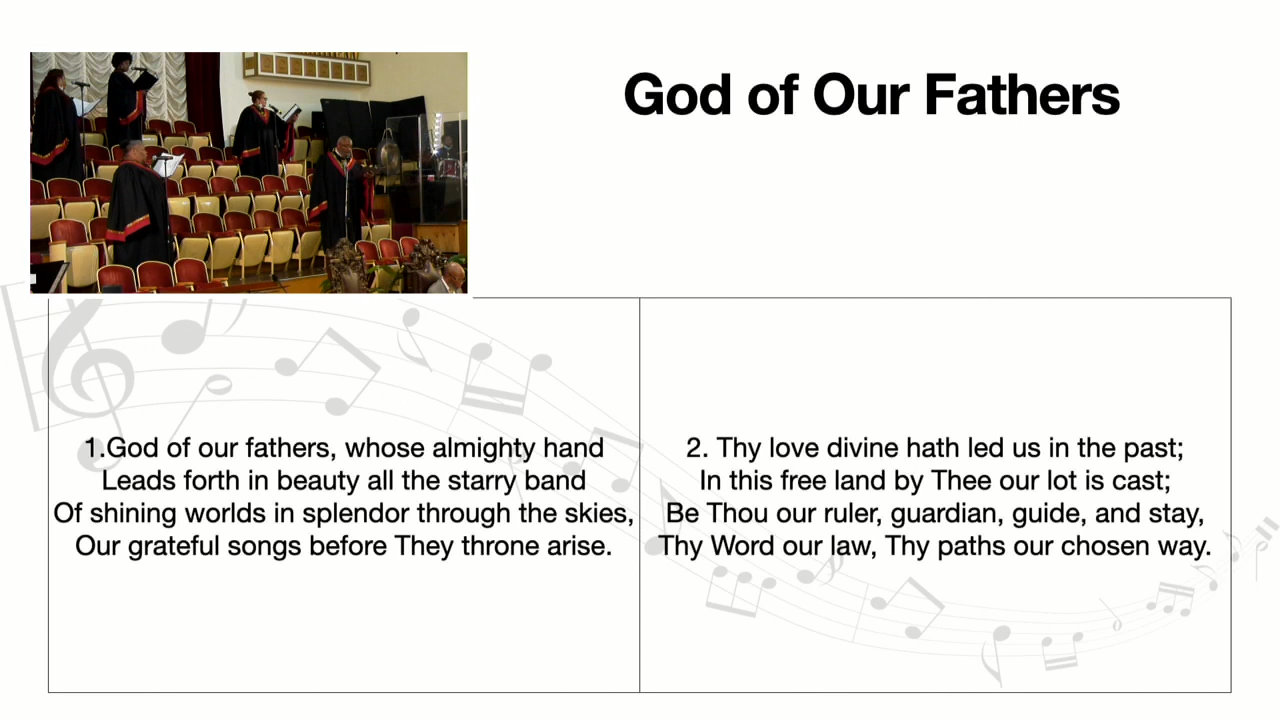 God of Our Fathers
1.God of our fathers, whose almighty hand
Leads forth in beauty all the starry band
Of shining worlds in splendor through the skies,
Our grateful songs before They throne arise.
2. Thy love divine hath led us in the past;
In this free land by Thee our lot is cast;
Be Thou our ruler, guardian, guide, and stay,
Thy Word our law, Thy paths our chosen way.